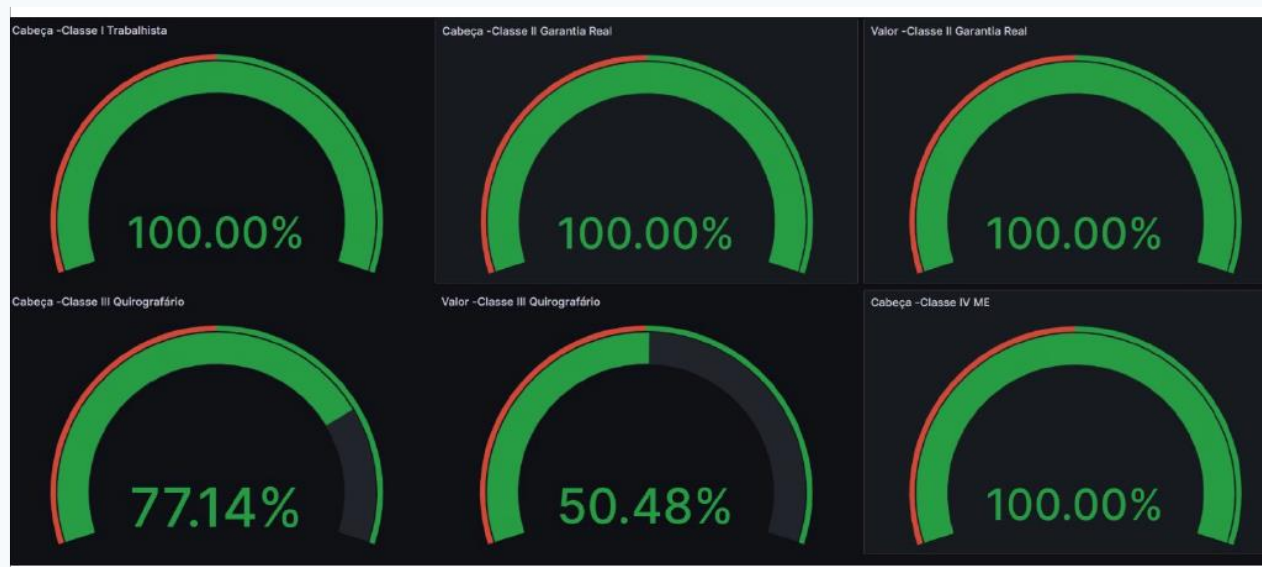 Cabeça -Classe I Trabalhista
Cabeça -Classe II Garantia Real
Valor -Classe II Garantia Real
100.00%
100.00%
100.00%
Cabeça -Classe III Quirografário
Valor -Classe III Quirografário
Cabeça -Classe IV ME
77.14%
50.48%
100.00%